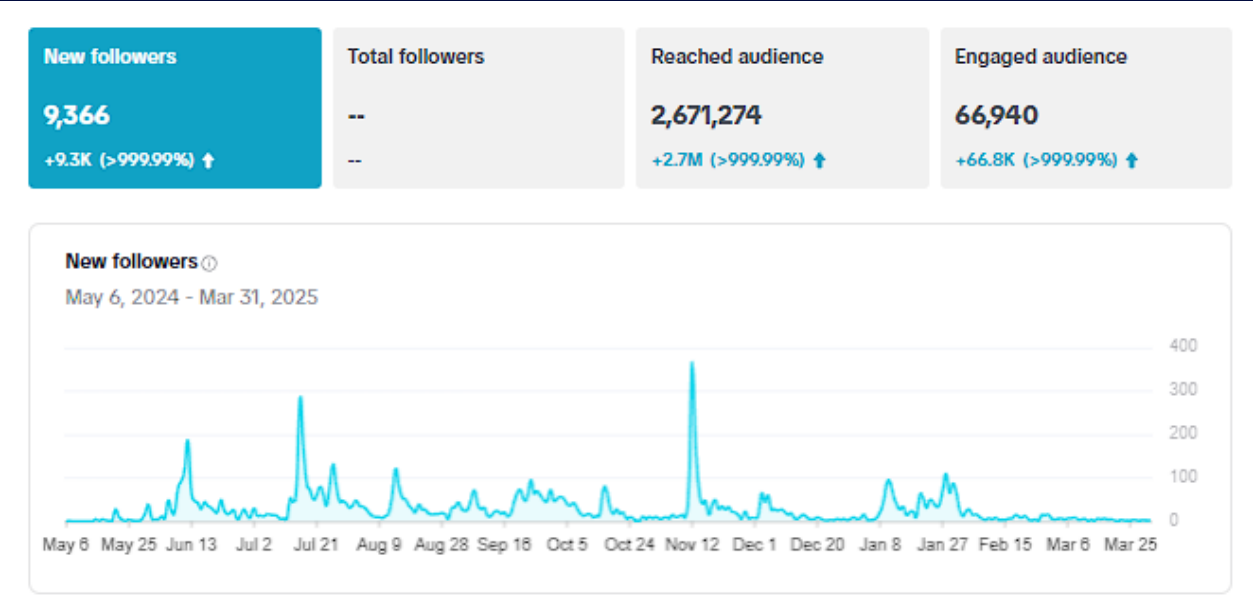 New followers
9,366
+9.3K (>999.99%) ↑
Total followers
--
--
Reached audience
2,671,274
+2.7M (>999.99%) ↑
Engaged audience
66,940
+66.8K (>999.99%) ↑
New followers
May 6, 2024 - Mar 31, 2025
400
300
200
100
0
May 6 May 25 Jun 13 Jul 2 Jul 21 Aug 9 Aug 28 Sep 16 Oct 5 Oct 24 Nov 12 Dec 1 Dec 20 Jan 8 Jan 27 Feb 15 Mar 6 Mar 25